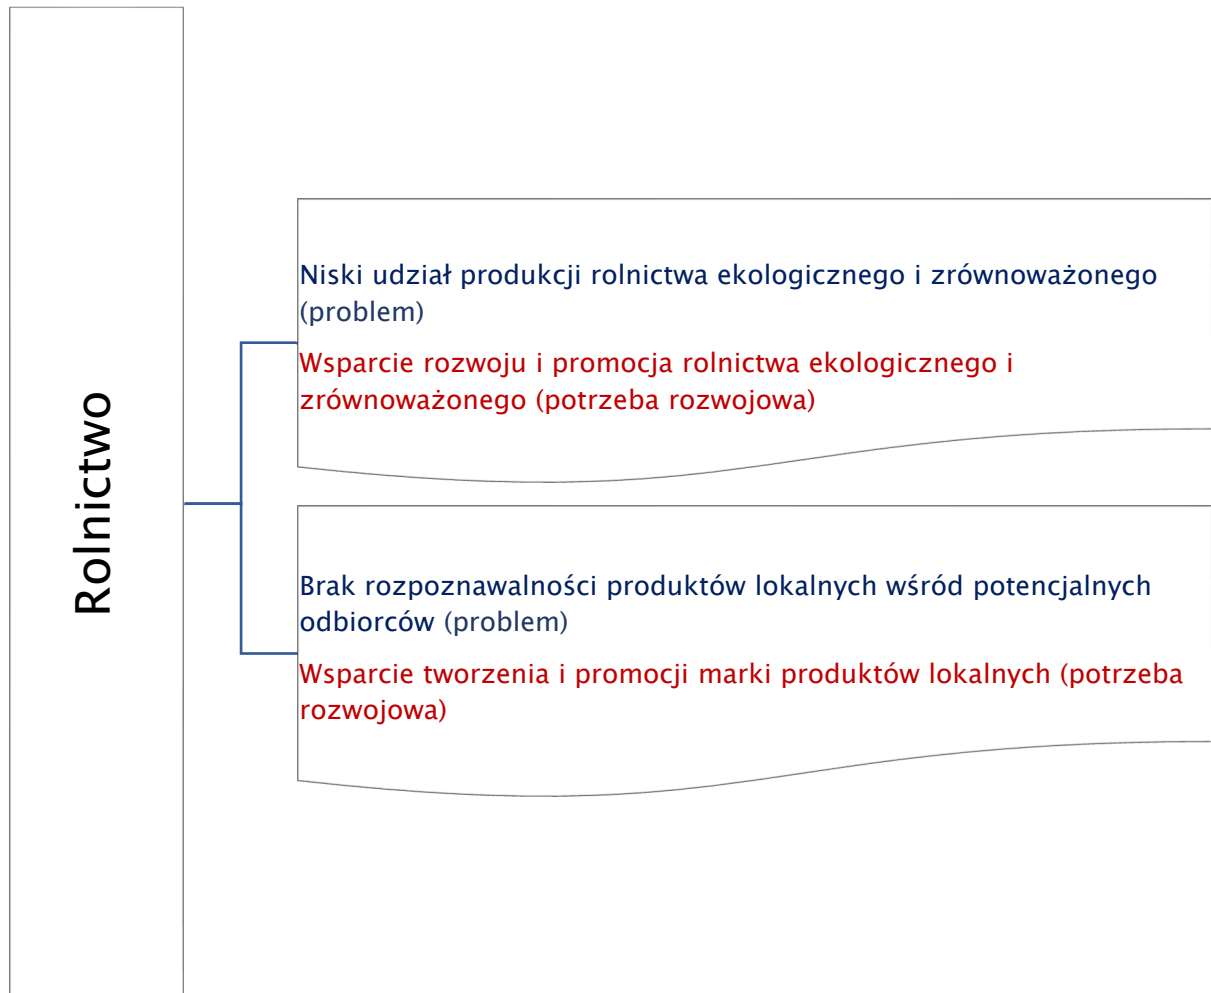 Rolnictwo
Niski udział produkcji rolnictwa ekologicznego i zrównoważonego
(problem)
Wsparcie rozwoju i promocja rolnictwa ekologicznego i
zrównoważonego (potrzeba rozwojowa)
Brak rozpoznawalności produktów lokalnych wśród potencjalnych
odbiorców (problem)
Wsparcie tworzenia i promocji marki produktów lokalnych (potrzeba
rozwojowa)